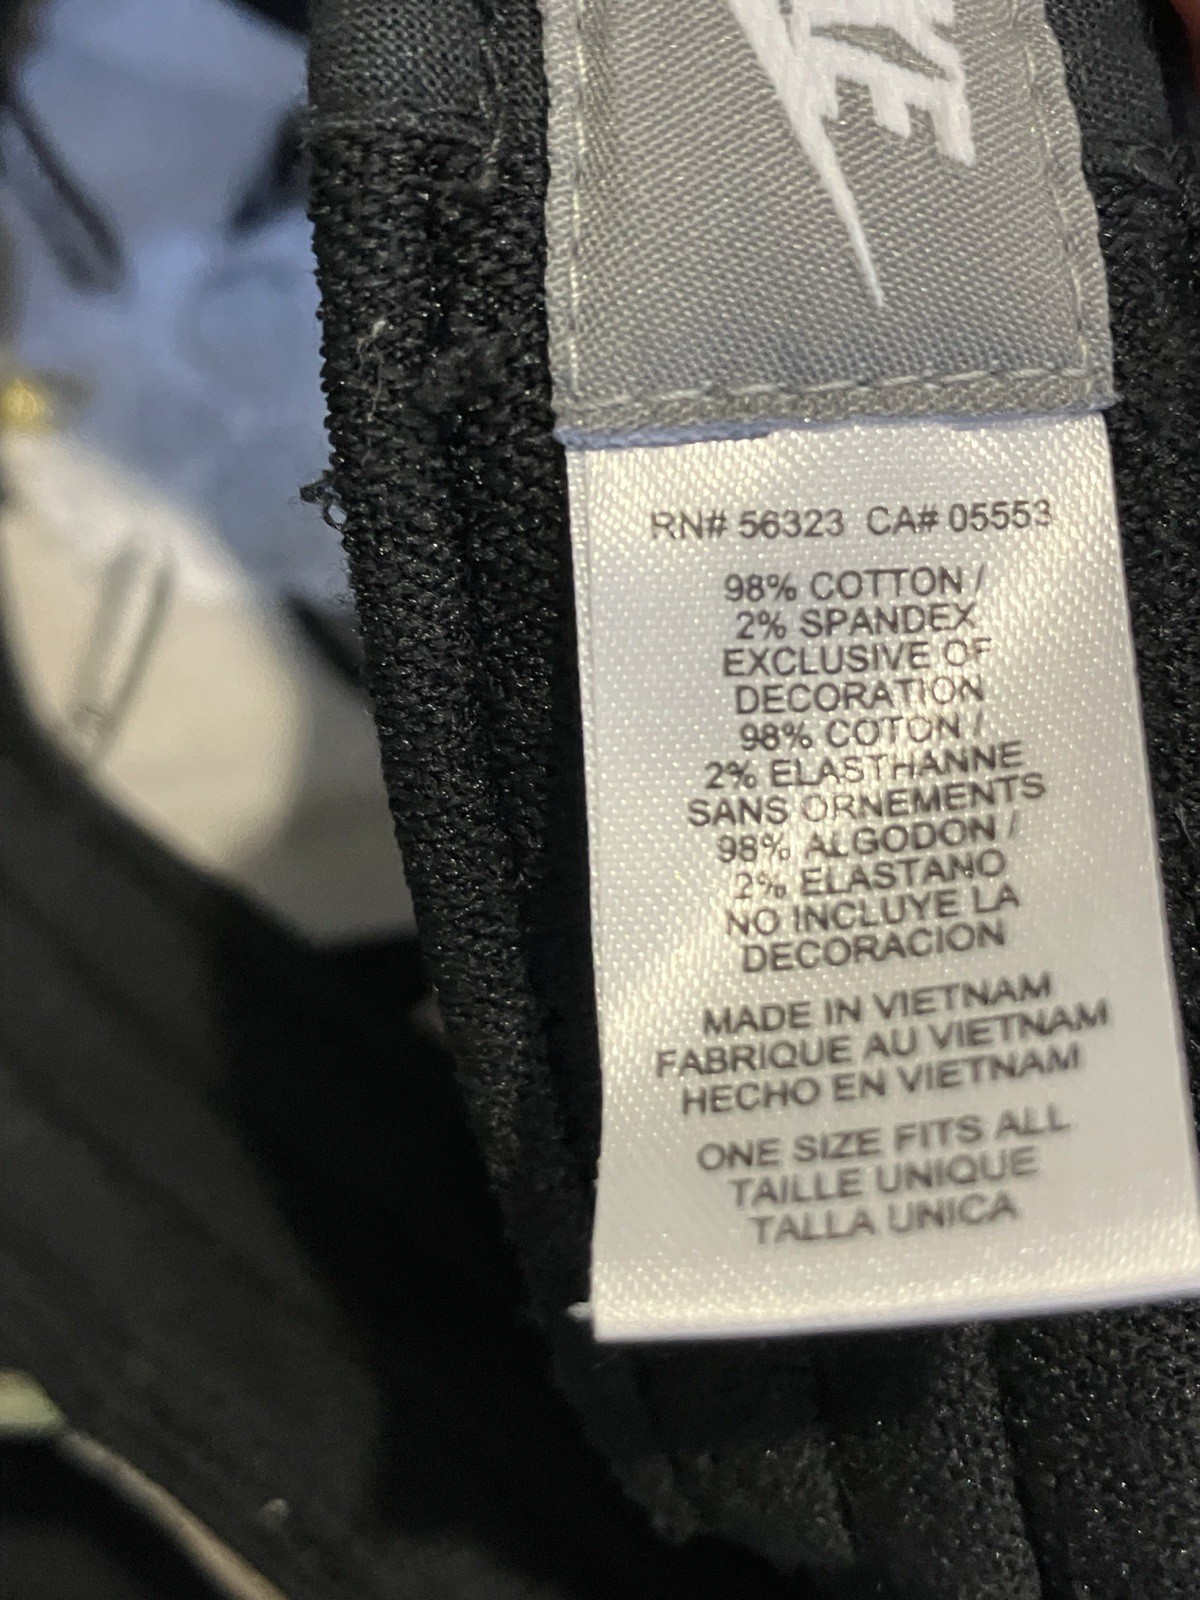 RN# 56323 CA# 05553
98% COTTON /
2% SPANDEX
EXCLUSIVE OF
DECORATION
98% COTON /
2% ELASTHANNE
SANS ORNEMENTS
98% ALGODON /
2% ELASTANO
NO INCLUYE LA
DECORACION
MADE IN VIETNAM
FABRIQUE AU VIETNAM
HECHO EN VIETNAM
ONE SIZE FITS ALL
TAILLE UNIQUE
TALLA UNICA